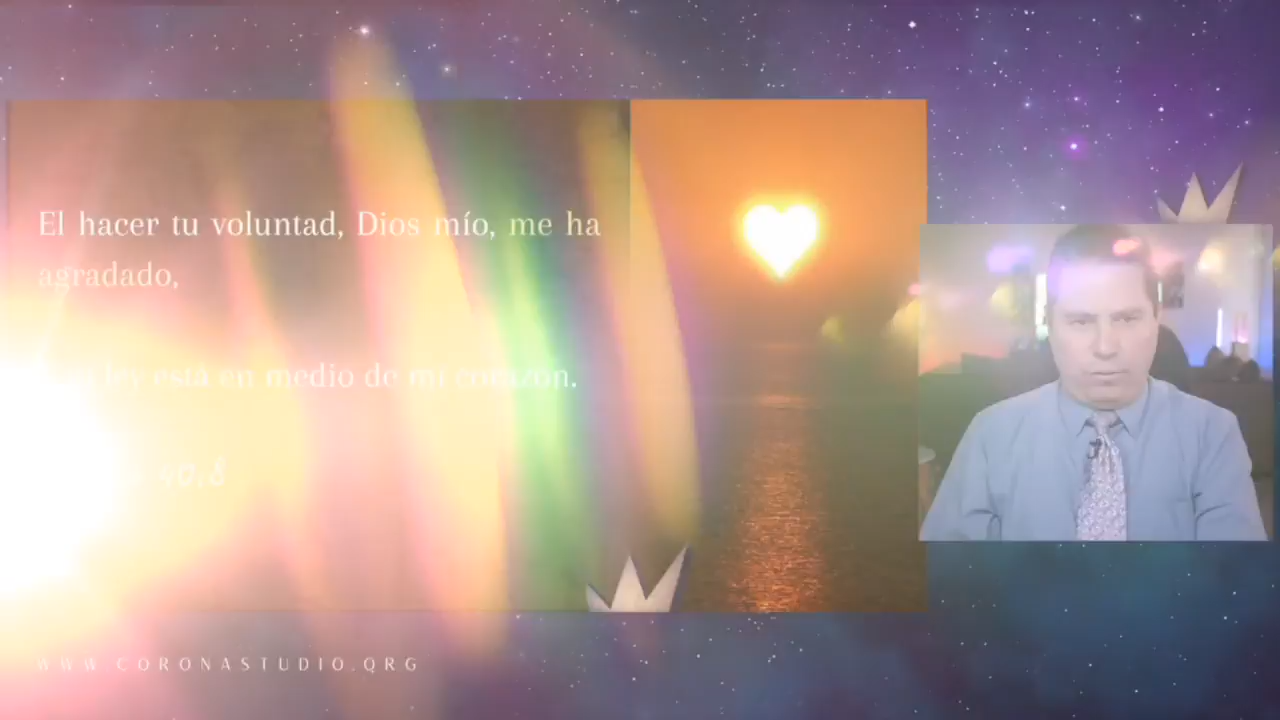 El hacer tu voluntad, Dios mío, me ha
agradado,
ley está en medio de mi corazón.
40:8
WWW.CORONASTUDIO.ORG